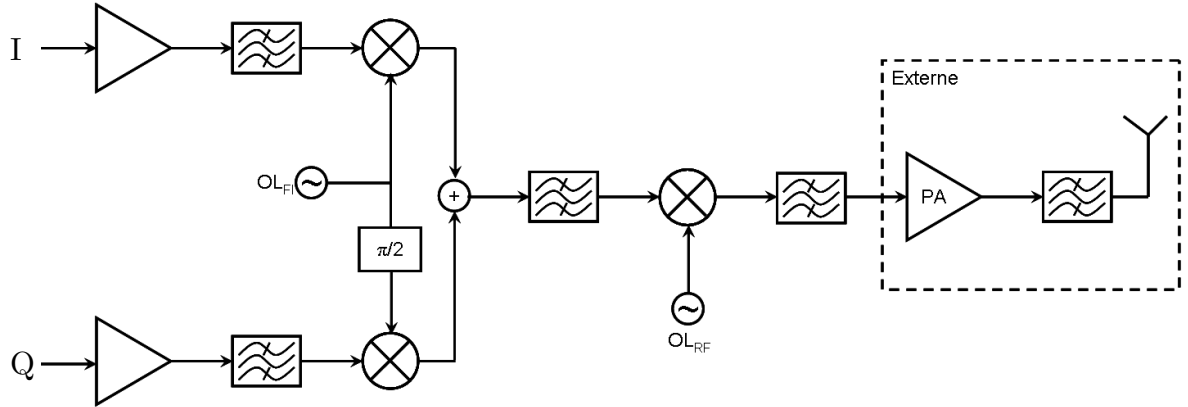 I
Externe
OL_FI
PA
+
π/2
OL_RF
Q